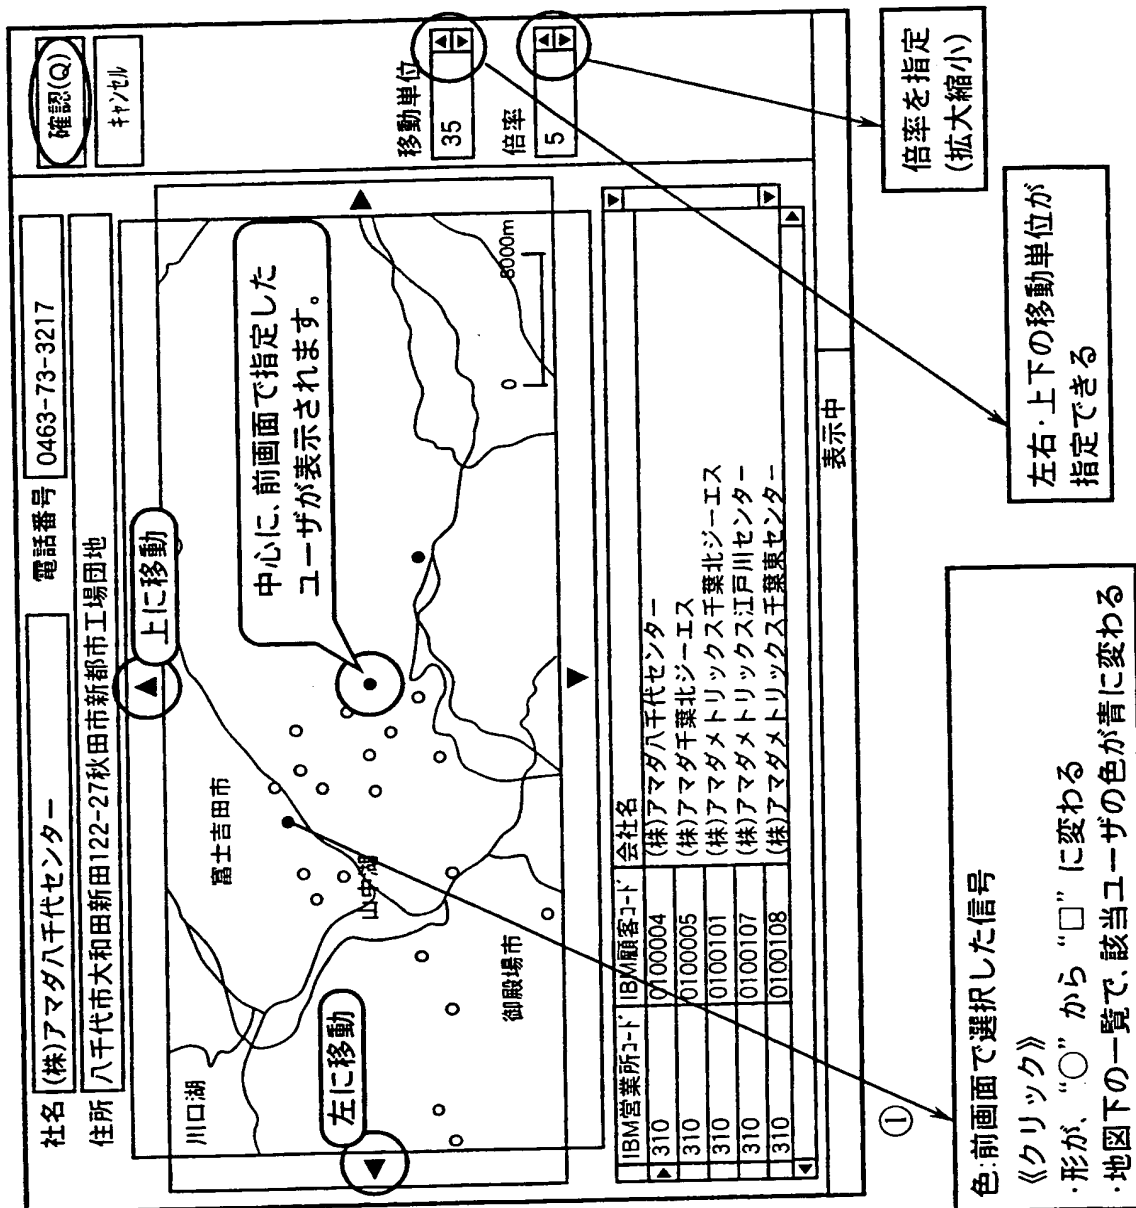 社名 (株)アマダ八千代センター 電話番号 0463-73-3217
住所 八千代市大和田新田122-27秋田市新都市工場団地
確認(Q)
キャンセル
▲ 上に移動
川口湖
富士吉田市
山中湖
御殿場市
左に移動
中心に、前画面で指定した
ユーザが表示されます。
0 8000m
移動単位
35
倍率
5
IBM営業所コード IBM顧客コード 会社名
310 0100004 (株)アマダ八千代センター
310 0100005 (株)アマダ千葉北ジーエス
310 0100101 (株)アマダメトリックス千葉北ジーエス
310 0100107 (株)アマダメトリックス江戸川センター
310 0100108 (株)アマダメトリックス千葉東センター
表示中
①
色:前画面で選択した信号
《クリック》
・形が、“○” から “□” に変わる
・地図下の一覧で、該当ユーザの色が青に変わる
左右・上下の移動単位が
指定できる
倍率を指定
(拡大縮小)